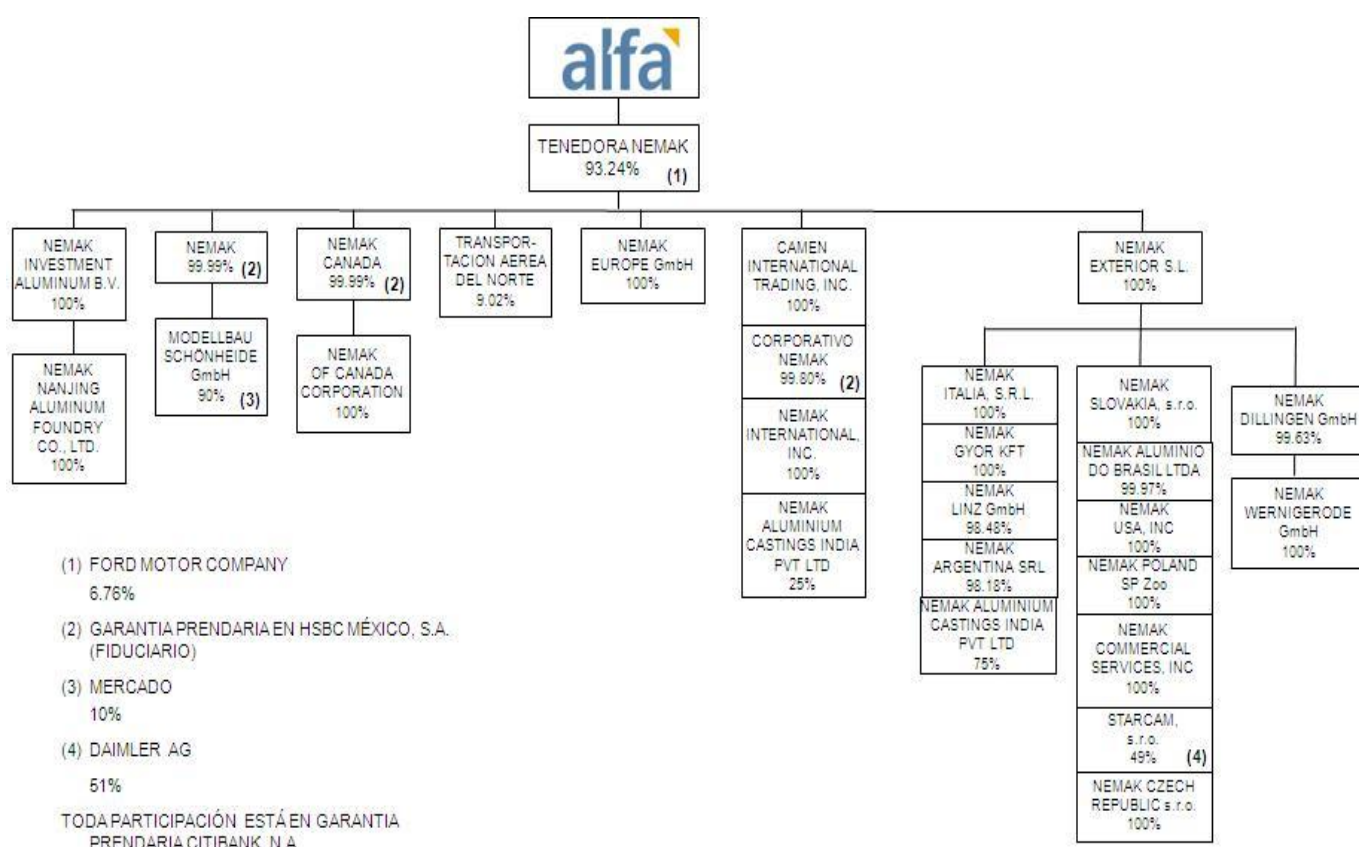 alfa
TENEDORA NEMAK
93.24% (1)
NEMAK
INVESTMENT
ALUMINUM B.V.
100%
NEMAK
NANJING
ALUMINUM
FOUNDRY
CO., LTD.
100%
NEMAK
99.99% (2)
MODELLBAU
SCHÖNHEIDE
GmbH
90% (3)
NEMAK
CANADA
99.99% (2)
NEMAK
OF CANADA
CORPORATION
100%
TRANSPOR-
TACION AEREA
DEL NORTE
9.02%
NEMAK
EUROPE GmbH
100%
CAMEN
INTERNATIONAL
TRADING, INC.
100%
CORPORATIVO
NEMAK
99.80% (2)
NEMAK
INTERNATIONAL,
INC.
100%
NEMAK
ALUMINIUM
CASTINGS INDIA
PVT LTD
25%
NEMAK
EXTERIOR S.L.
100%
NEMAK
ITALIA, S.R.L.
100%
NEMAK
GYOR KFT
100%
NEMAK
LINZ GmbH
98.48%
NEMAK
ARGENTINA SRL
98.18%
NEMAK ALUMINIUM
CASTINGS INDIA
PVT LTD
75%
NEMAK
SLOVAKIA, s.r.o.
100%
NEMAK ALUMINIO
DO BRASIL LTDA
99.97%
NEMAK
USA, INC
100%
NEMAK POLAND
SP Zoo
100%
NEMAK
COMMERCIAL
SERVICES, INC
100%
STARCAM,
s.r.o.
49% (4)
NEMAK CZECH
REPUBLIC s.r.o.
100%
NEMAK
DILLINGEN GmbH
99.63%
NEMAK
WERNIGERODE
GmbH
100%
(1) FORD MOTOR COMPANY
6.76%
(2) GARANTIA PRENDARIA EN HSBC MÉXICO, S.A.
(FIDUCIARIO)
(3) MERCADO
10%
(4) DAIMLER AG
51%
TODA PARTICIPACIÓN ESTÁ EN GARANTIA
PRENDARIA CITIBANK, N.A.